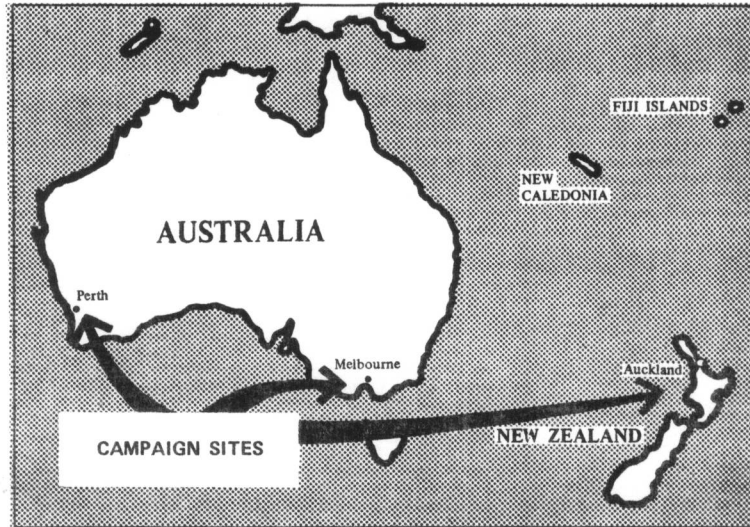 FIJI ISLANDS
NEW
CALEDONIA
AUSTRALIA
Perth
Melbourne
Auckland
CAMPAIGN SITES
NEW ZEALAND